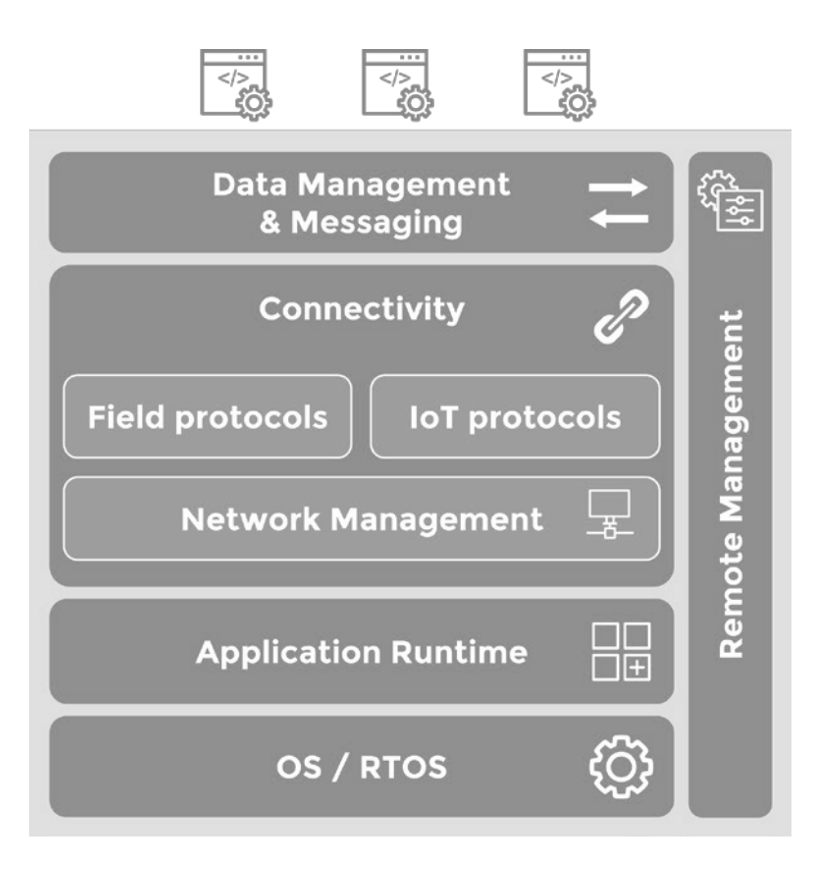 </>
</>
</>
Data Management
& Messaging
Connectivity
Field protocols
IoT protocols
Network Management
Application Runtime
OS / RTOS
Remote Management